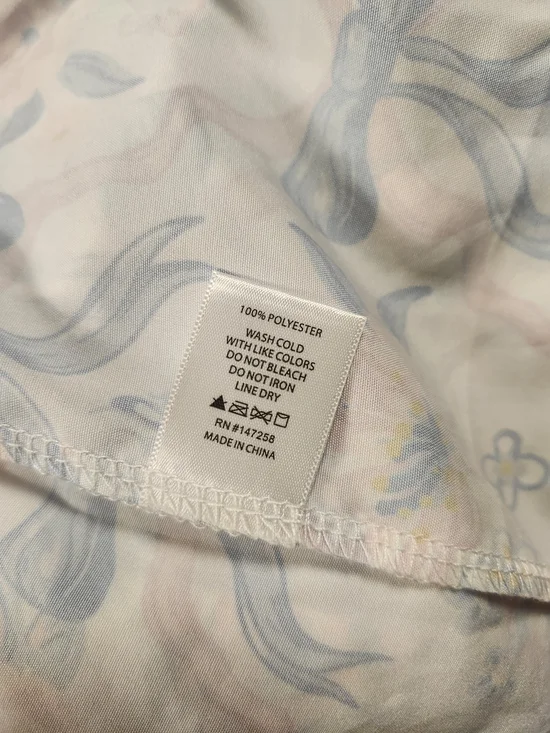 100% POLYESTER
WASH COLD
WITH LIKE COLORS
DO NOT BLEACH
DO NOT IRON
LINE DRY
RN #147258
MADE IN CHINA